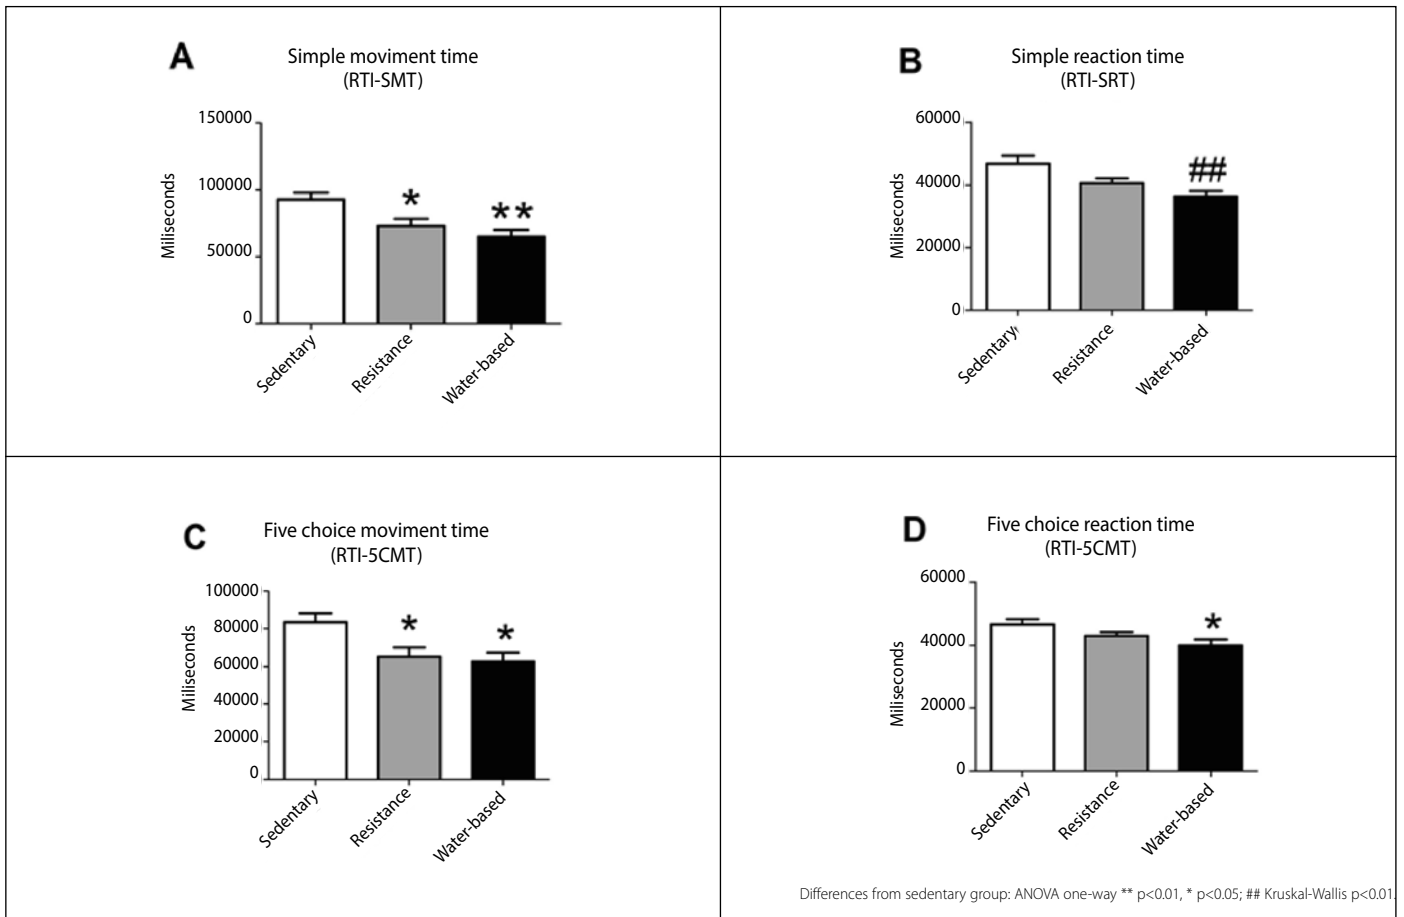 A
Simple moviment time
(RTI-SMT)
150000
100000
50000
0
Miliseconds
*
**
Sedentary
Resistance
Water-based
B
Simple reaction time
(RTI-SRT)
60000
40000
20000
0
Miliseconds
##
Sedentary
Resistance
Water-based
C
Five choice moviment time
(RTI-5CMT)
100000
80000
60000
40000
20000
0
Miliseconds
*
*
Sedentary
Resistance
Water-based
D
Five choice reaction time
(RTI-5CMT)
60000
40000
20000
0
Miliseconds
*
Sedentary
Resistance
Water-based
Differences from sedentary group: ANOVA one-way ** p<0.01, * p<0.05; ## Kruskal-Wallis p<0.01.